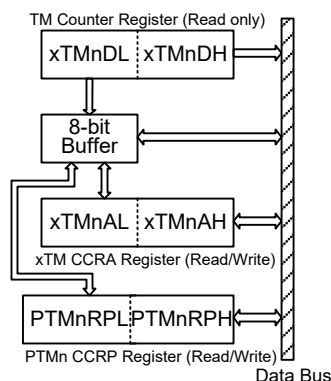 TM Counter Register (Read only)
xTMnDL xTMnDH
8-bit
Buffer
xTMnAL xTMnAH
xTM CCRA Register (Read/Write)
PTMnRPL PTMnRPH
PTMn CCRP Register (Read/Write)
Data Bus